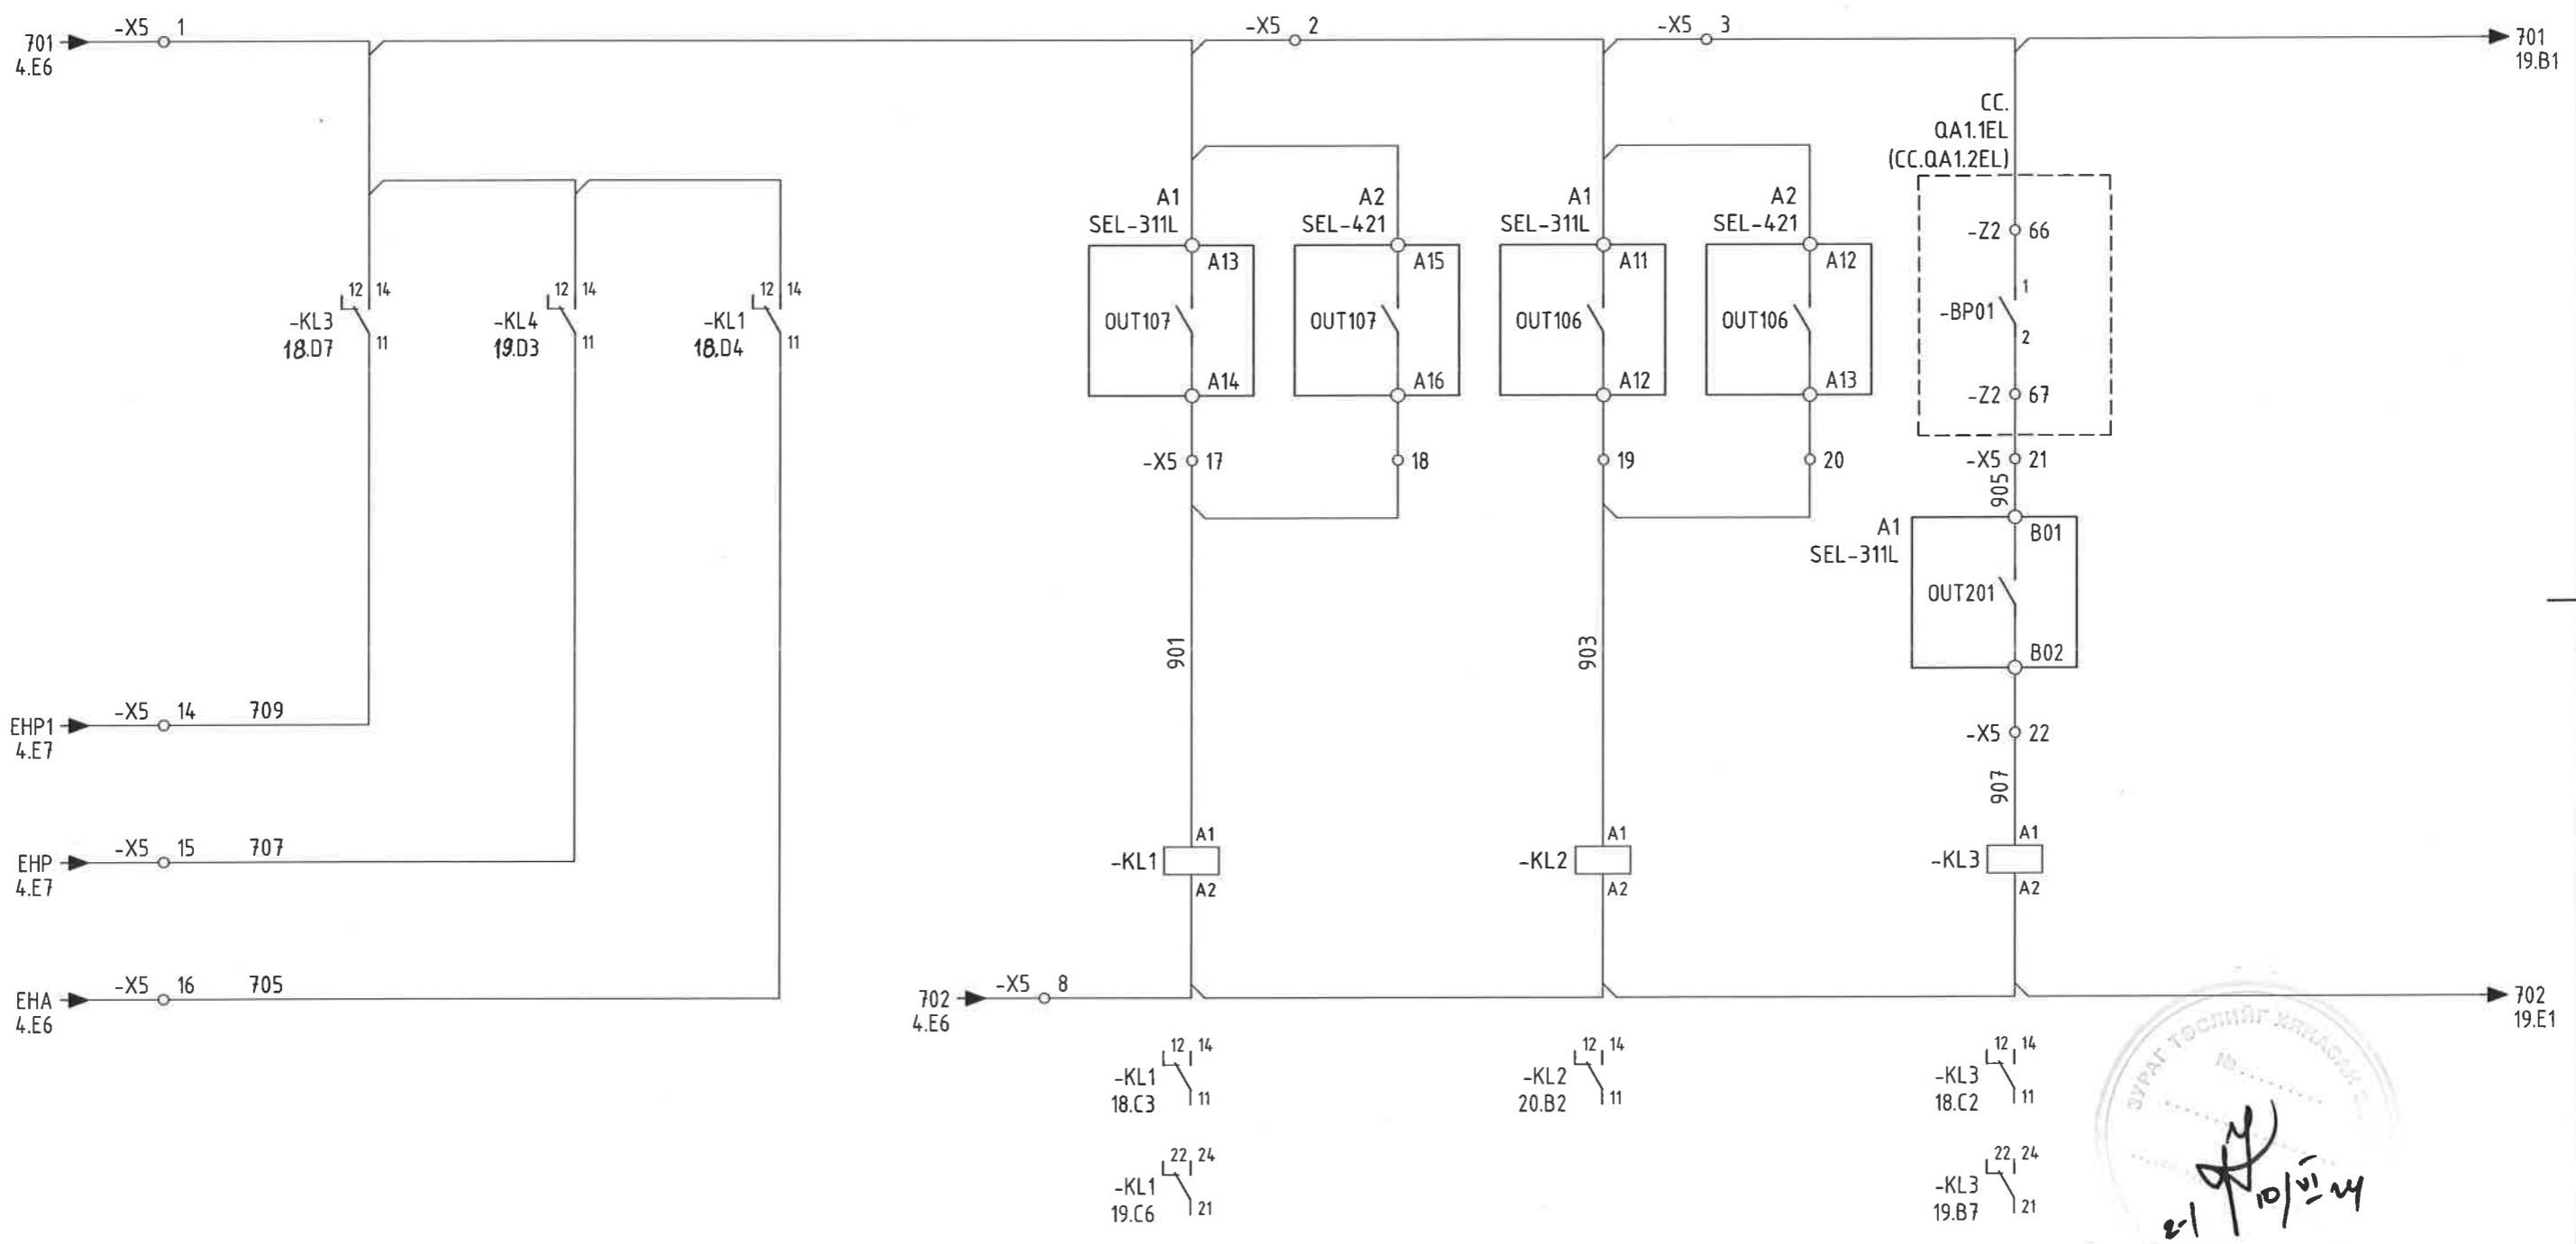 701
4.E6
-X5 1
-X5 2
-X5 3
701
19.B1
CC.
QA1.1EL
(CC.QA1.2EL)
A1
SEL-311L
A2
SEL-421
A1
SEL-311L
A2
SEL-421
-Z2 66
A13
A15
A11
A12
12 14
-KL3
18.D7
11
12 14
-KL4
19.D3
11
12 14
-KL1
18.D4
11
OUT107
OUT107
OUT106
OUT106
1
-BP01
2
A14
A16
A12
A13
-Z2 67
-X5 17
18
19
20
-X5 21
905
A1
SEL-311L
B01
OUT201
B02
901
903
EHP1
4.E7
-X5 14 709
-X5 22
907
EHP
4.E7
-X5 15 707
A1
-KL1
A2
A1
-KL2
A2
A1
-KL3
A2
EHA
4.E6
-X5 16 705
702
4.E6
-X5 8
702
19.E1
12 14
-KL1
18.C3
11
12 14
-KL2
20.B2
11
12 14
-KL3
18.C2
11
22 24
-KL1
19.C6
21
22 24
-KL3
19.B7
21
ЗУРАГ ТӨСЛИЙГ ХЯНАСАН
№
10/VI 24